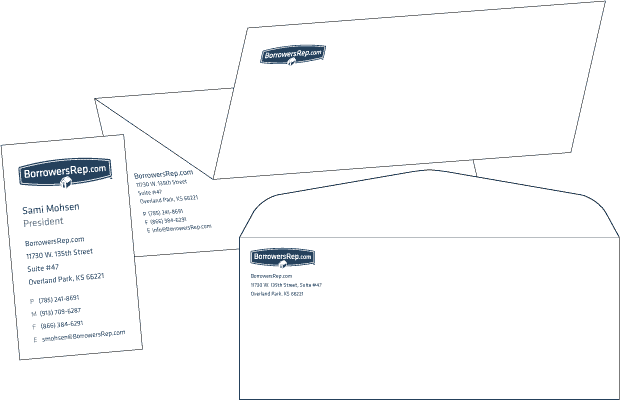 BorrowersRep.com
BorrowersRep.com
Sami Mohsen
President
BorrowersRep.com
11730 W. 135th Street
Suite #47
Overland Park, KS 66221
P (785) 241-8691
M (913) 709-6287
F (866) 384-6291
E smohsen@BorrowersRep.com
BorrowersRep.com
11730 W. 135th Street
Suite #47
Overland Park, KS 66221
P (785) 241-8691
F (866) 384-6291
E info@BorrowersRep.com
BorrowersRep.com
BorrowersRep.com
11730 W. 135th Street, Suite #47
Overland Park, KS 66221